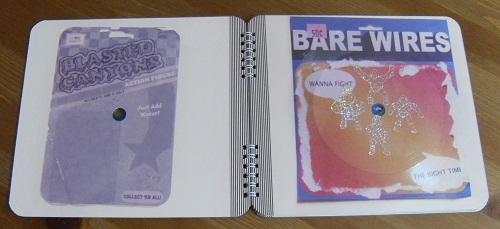 BLASTED
CANYONS
ACTION FIGURE
Just Add
Water!
COLLECT 'EM ALL!
50¢
BARE WIRES
WANNA FIGHT
THE RIGHT TIME